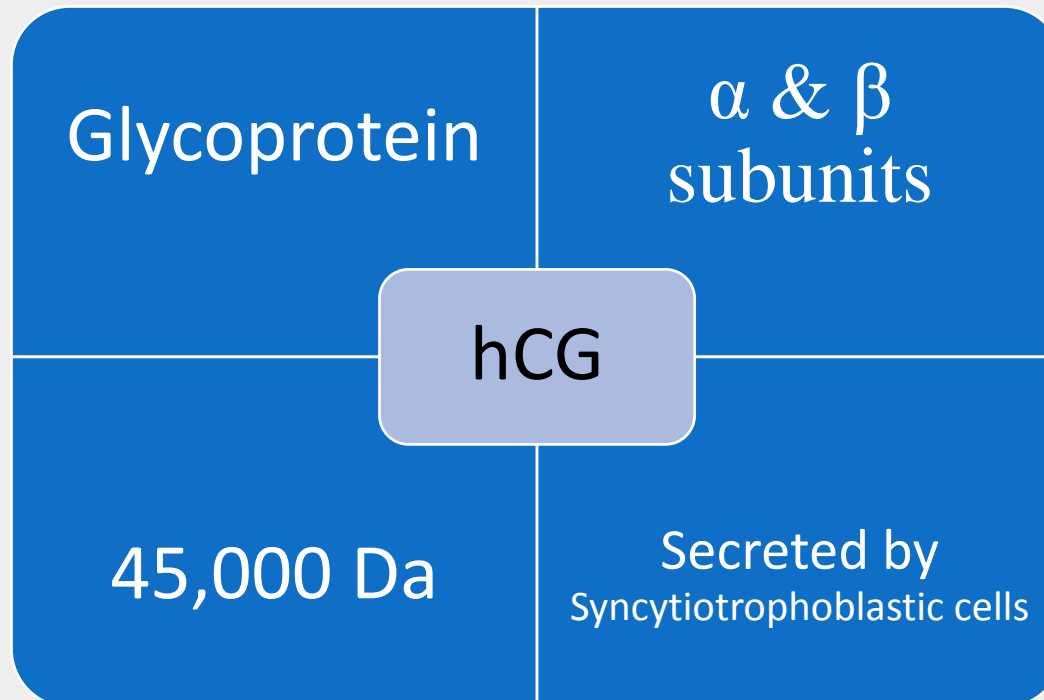 Glycoprotein
α & β
subunits
hCG
45,000 Da
Secreted by
Syncytiotrophoblastic cells